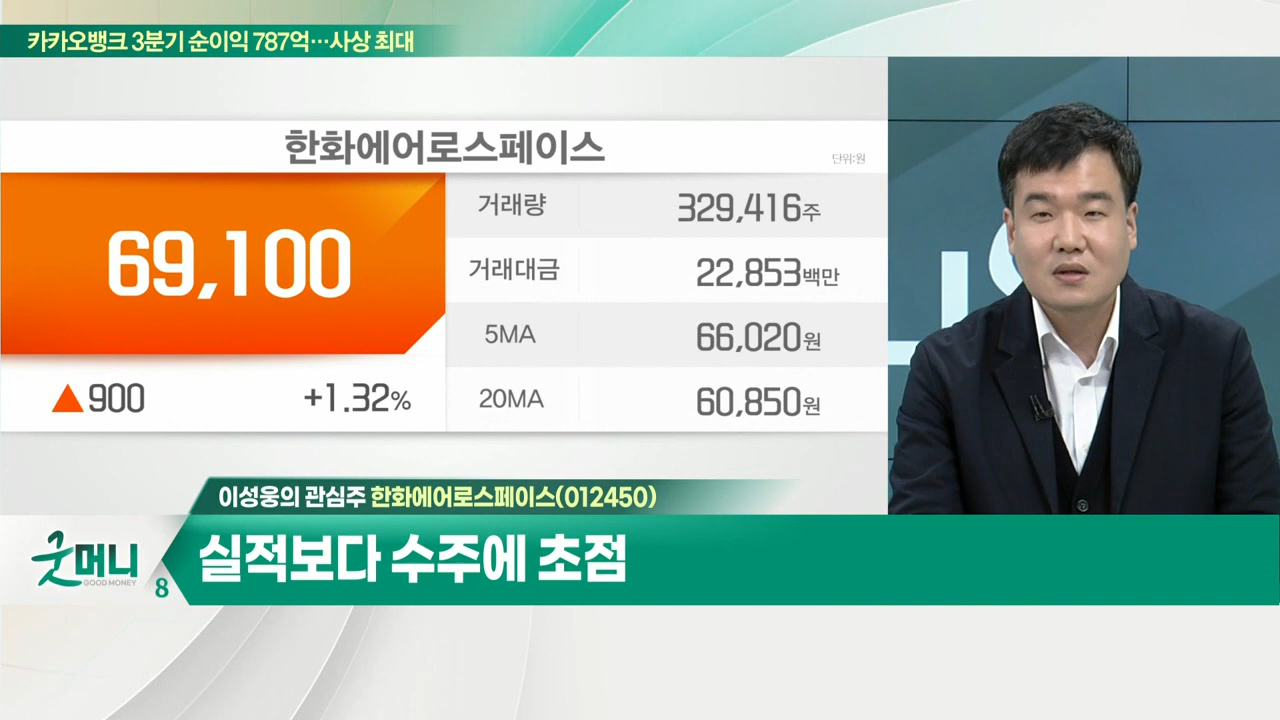 카카오뱅크 3분기 순이익 787억…사상 최대
한화에어로스페이스
단위:원
69,100
▲900 +1.32%
거래량 329,416주
거래대금 22,853백만
5MA 66,020원
20MA 60,850원
이성웅의 관심주 한화에어로스페이스(012450)
실적보다 수주에 초점
굿머니
GOOD MONEY
8